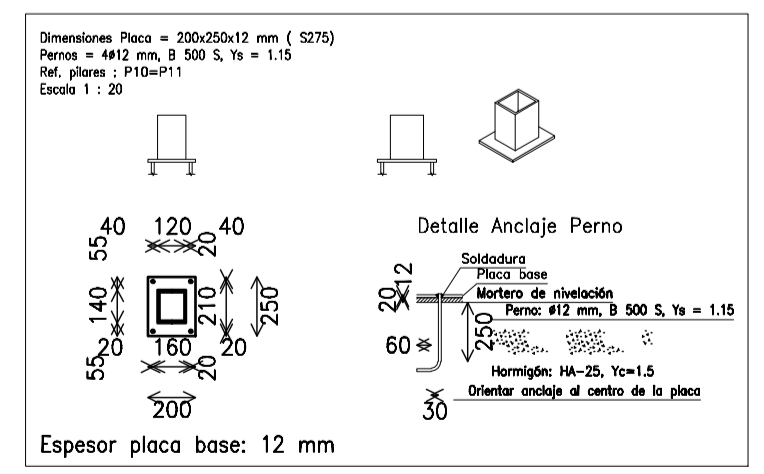 Dimensiones Placa = 200x250x12 mm ( S275)
Pernos = 4ø12 mm, B 500 S, Ys = 1.15
Ref. pilares : P10=P11
Escala 1 : 20
40 120 40
55 20
140 210 250
20 160 20
55 20
200
Detalle Anclaje Perno
Soldadura
Placa base
Mortero de nivelación
Perno: ø12 mm, B 500 S, Ys = 1.15
12
20
250
60
Hormigón: HA-25, Yc=1.5
Orientar anclaje al centro de la placa
30
Espesor placa base: 12 mm